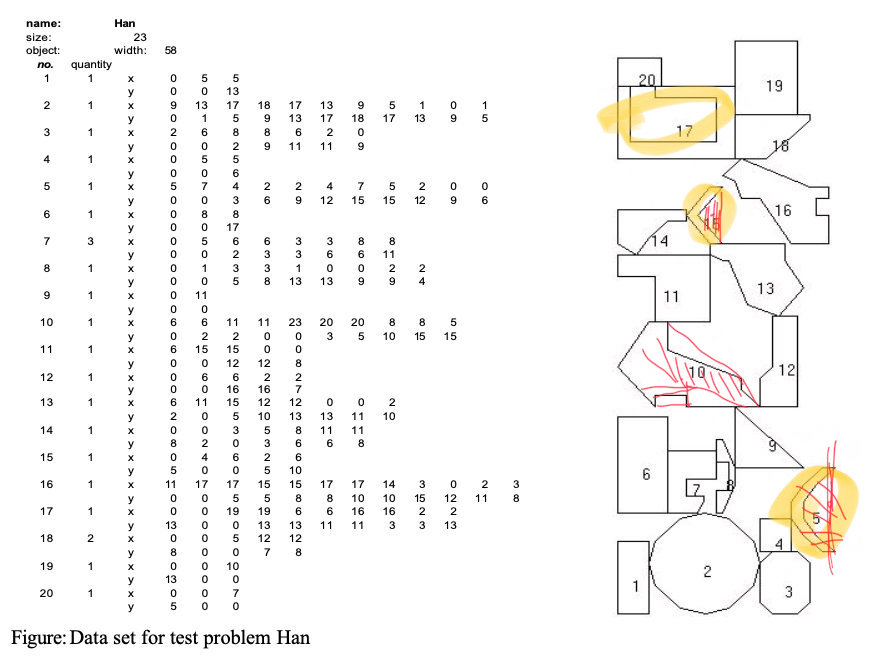 name: Han
size: 23
object: width: 58
no. quantity
1 1 x 0 5 5
y 0 0 13
2 1 x 9 13 17 18 17 13 9 5 1 0 1
y 0 1 5 9 13 17 18 17 13 9 5
3 1 x 2 6 8 8 6 2 0
y 0 0 2 9 11 11 9
4 1 x 0 5 5
y 0 0 6
5 1 x 5 7 4 2 2 4 7 5 2 0 0
y 0 0 3 6 9 12 15 15 12 9 6
6 1 x 0 8 8
y 0 0 17
7 3 x 0 5 6 6 3 3 8 8
y 0 0 2 3 3 6 6 11
8 1 x 0 1 3 3 1 0 0 2 2
y 0 0 5 8 13 13 9 9 4
9 1 x 0 11
y 0 0
10 1 x 6 6 11 11 23 20 20 8 8 5
y 0 2 2 0 0 3 5 10 15 15
11 1 x 6 15 15 0 0
y 0 0 12 12 8
12 1 x 0 6 6 2 2
y 0 0 16 16 7
13 1 x 6 11 15 12 12 0 0 2
y 2 0 5 10 13 13 11 10
14 1 x 0 0 3 5 8 11 11
y 8 2 0 3 6 6 8
15 1 x 0 4 6 2 6
y 5 0 0 5 10
16 1 x 11 17 17 15 15 17 17 14 3 0 2 3
y 0 0 5 5 8 8 10 10 15 12 11 8
17 1 x 0 0 19 19 6 6 16 16 2 2
y 13 0 0 13 13 11 11 3 3 13
18 2 x 0 0 5 12 12
y 8 0 0 7 8
19 1 x 0 0 10
y 13 0 0
20 1 x 0 0 7
y 5 0 0
20
19
17
18
15
16
14
11
13
10
12
9
6
7
8
5
4
1
2
3
Figure: Data set for test problem Han